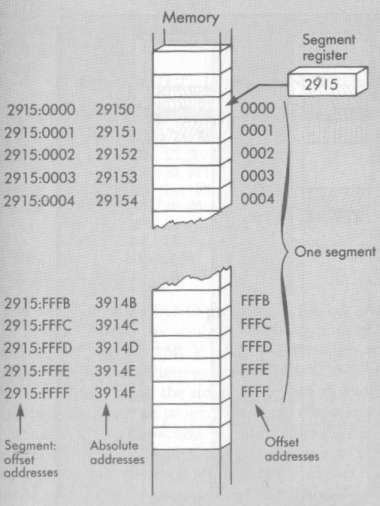 Memory
Segment
register
2915
2915:0000 29150 0000
2915:0001 29151 0001
2915:0002 29152 0002
2915:0003 29153 0003
2915:0004 29154 0004
One segment
2915:FFFB 3914B FFFB
2915:FFFC 3914C FFFC
2915:FFFD 3914D FFFD
2915:FFFE 3914E FFFE
2915:FFFF 3914F FFFF
Segment:
offset
addresses
Absolute
addresses
Offset
addresses